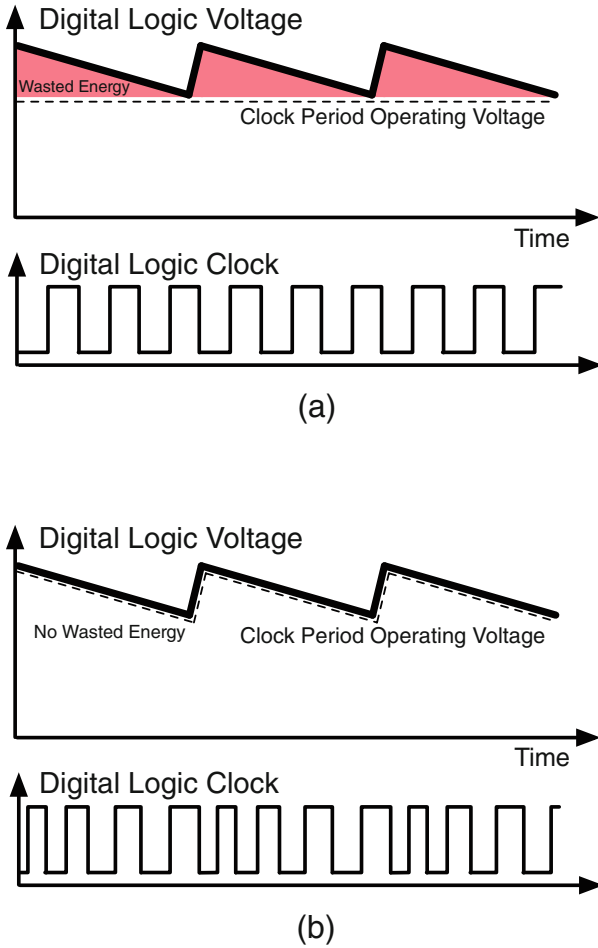 Digital Logic Voltage
Wasted Energy
Clock Period Operating Voltage
Time
Digital Logic Clock
(a)
Digital Logic Voltage
No Wasted Energy
Clock Period Operating Voltage
Time
Digital Logic Clock
(b)